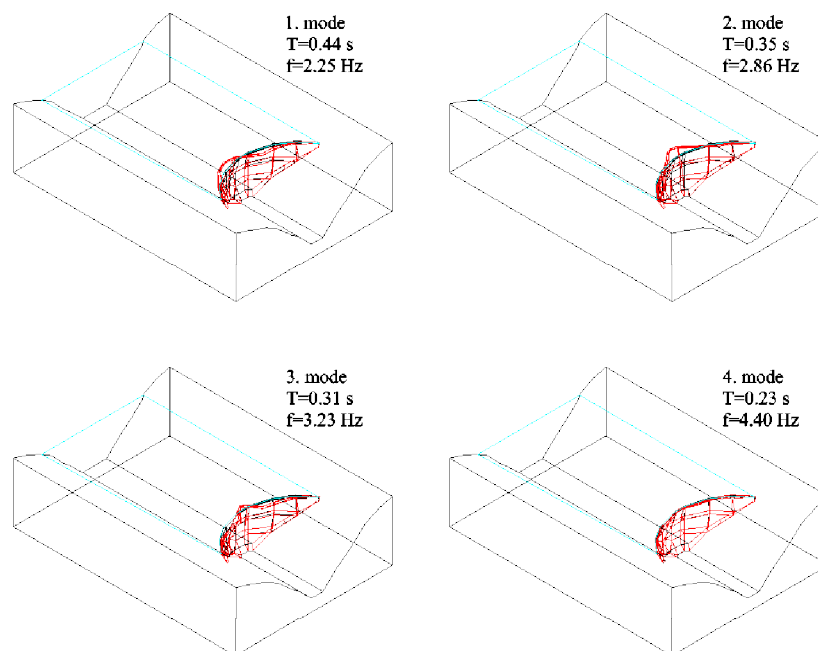 1. mode
T=0.44 s
f=2.25 Hz
2. mode
T=0.35 s
f=2.86 Hz
3. mode
T=0.31 s
f=3.23 Hz
4. mode
T=0.23 s
f=4.40 Hz